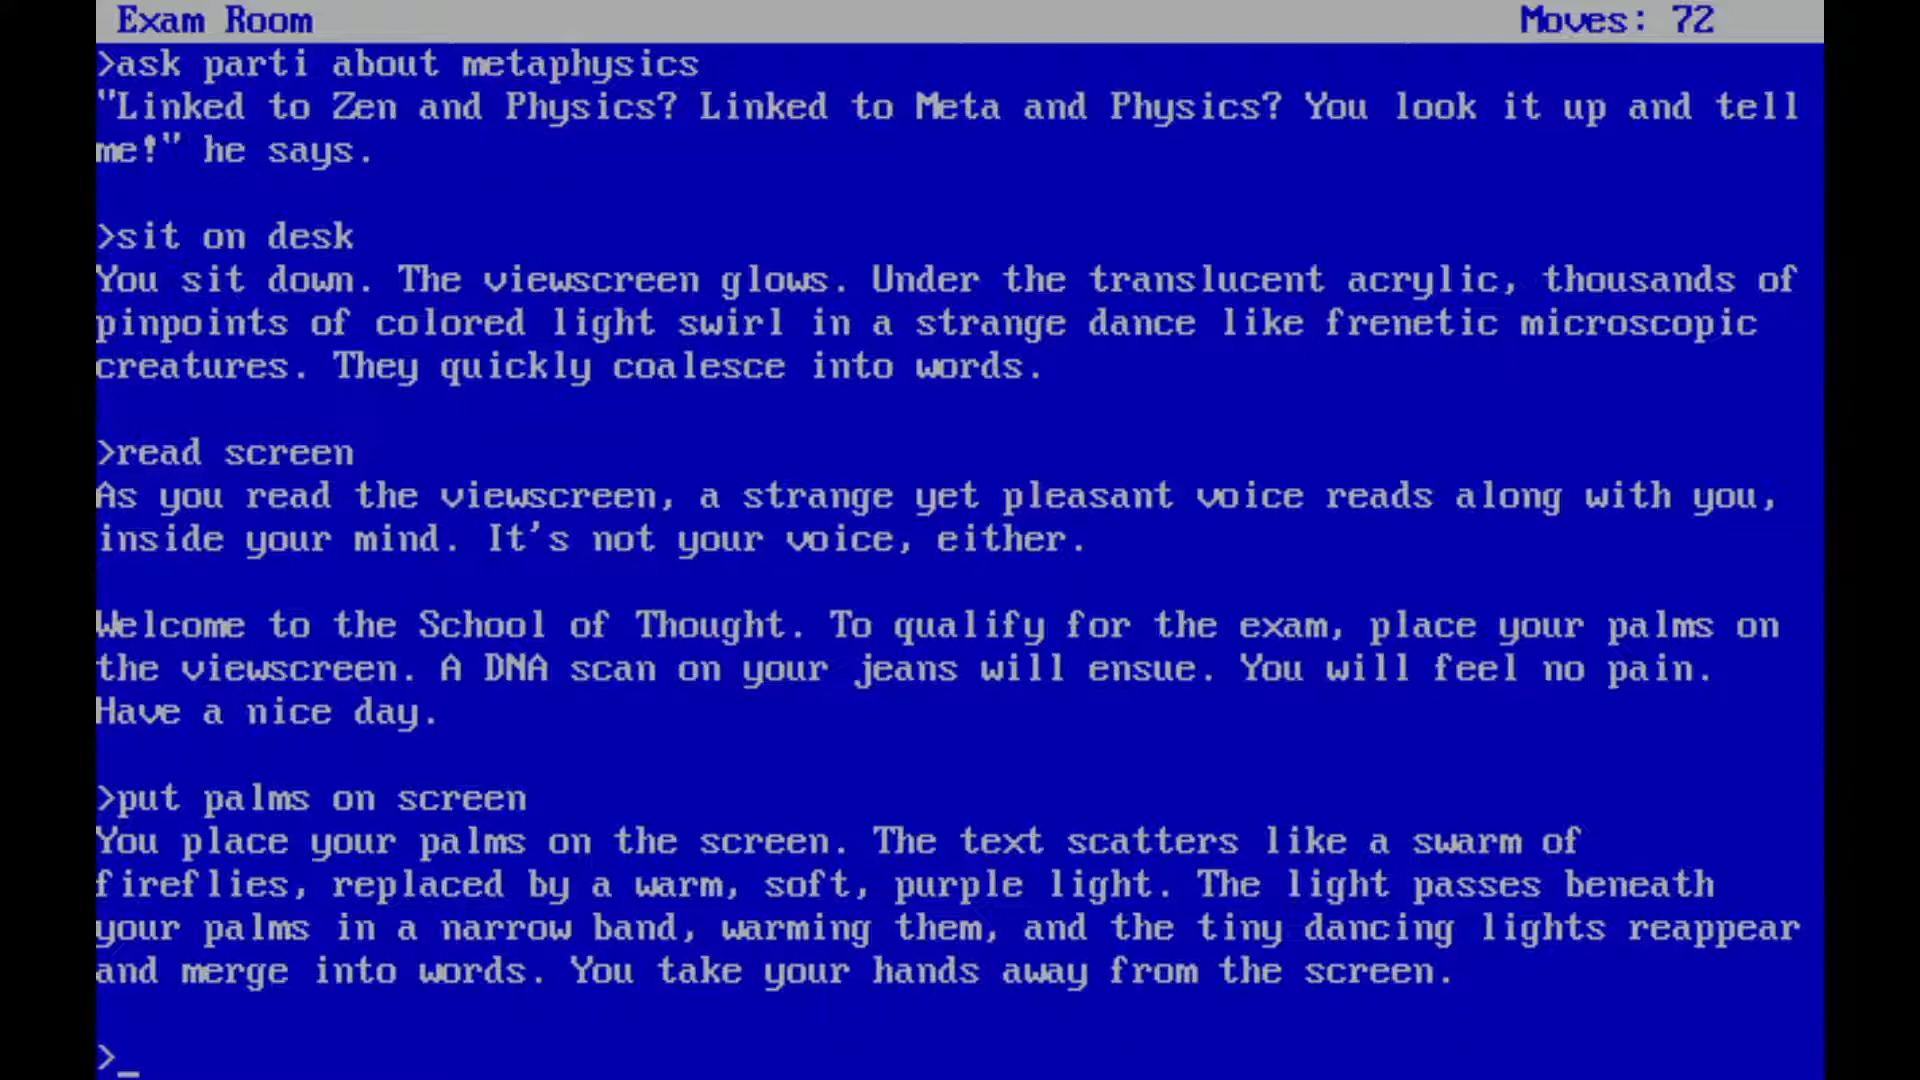 Exam Room Moves: 72
>ask parti about metaphysics
"Linked to Zen and Physics? Linked to Meta and Physics? You look it up and tell
me!" he says.
>sit on desk
You sit down. The viewscreen glows. Under the translucent acrylic, thousands of
pinpoints of colored light swirl in a strange dance like frenetic microscopic
creatures. They quickly coalesce into words.
>read screen
As you read the viewscreen, a strange yet pleasant voice reads along with you,
inside your mind. It's not your voice, either.
Welcome to the School of Thought. To qualify for the exam, place your palms on
the viewscreen. A DNA scan on your jeans will ensue. You will feel no pain.
Have a nice day.
>put palms on screen
You place your palms on the screen. The text scatters like a swarm of
fireflies, replaced by a warm, soft, purple light. The light passes beneath
your palms in a narrow band, warming them, and the tiny dancing lights reappear
and merge into words. You take your hands away from the screen.
>_